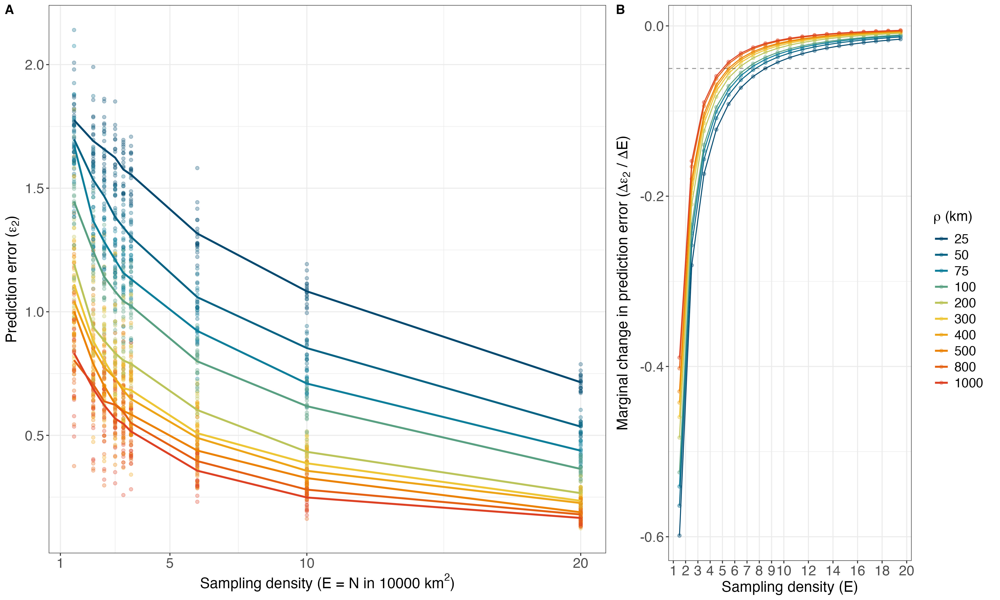 A
2.0
1.5
1.0
0.5
Prediction error (ε₂)
1 5 10 20
Sampling density (E = N in 10000 km²)
B
0.0
-0.2
-0.4
-0.6
Marginal change in prediction error (Δε₂ / ΔE)
1 2 3 4 5 6 7 8 9 10 12 14 16 18 20
Sampling density (E)
ρ (km)
25
50
75
100
200
300
400
500
800
1000